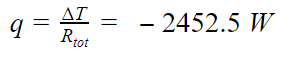 q = ΔT / R_tot = − 2452.5 W